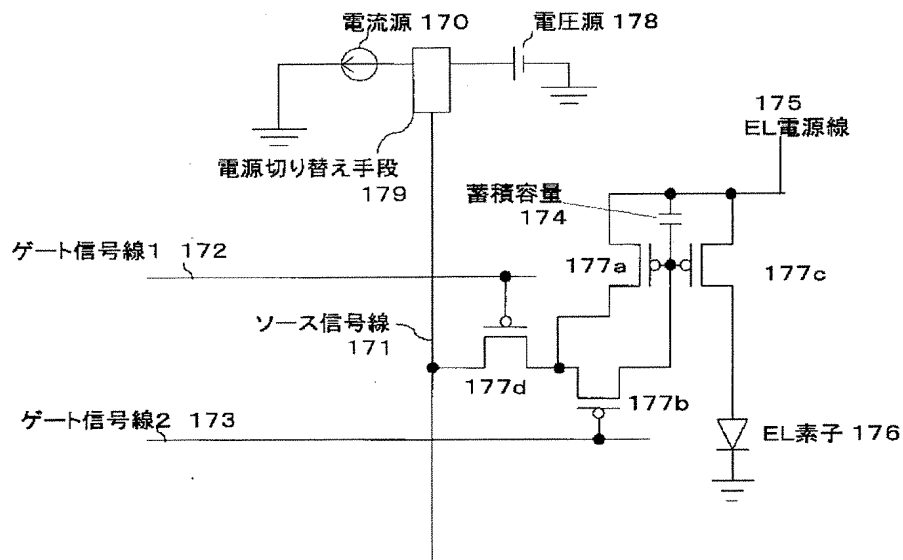 電流源 170
電圧源 178
175
EL電源線
電源切り替え手段
179
蓄積容量
174
ゲート信号線1 172
177a
177c
ソース信号線
171
177d
177b
ゲート信号線2 173
EL素子 176